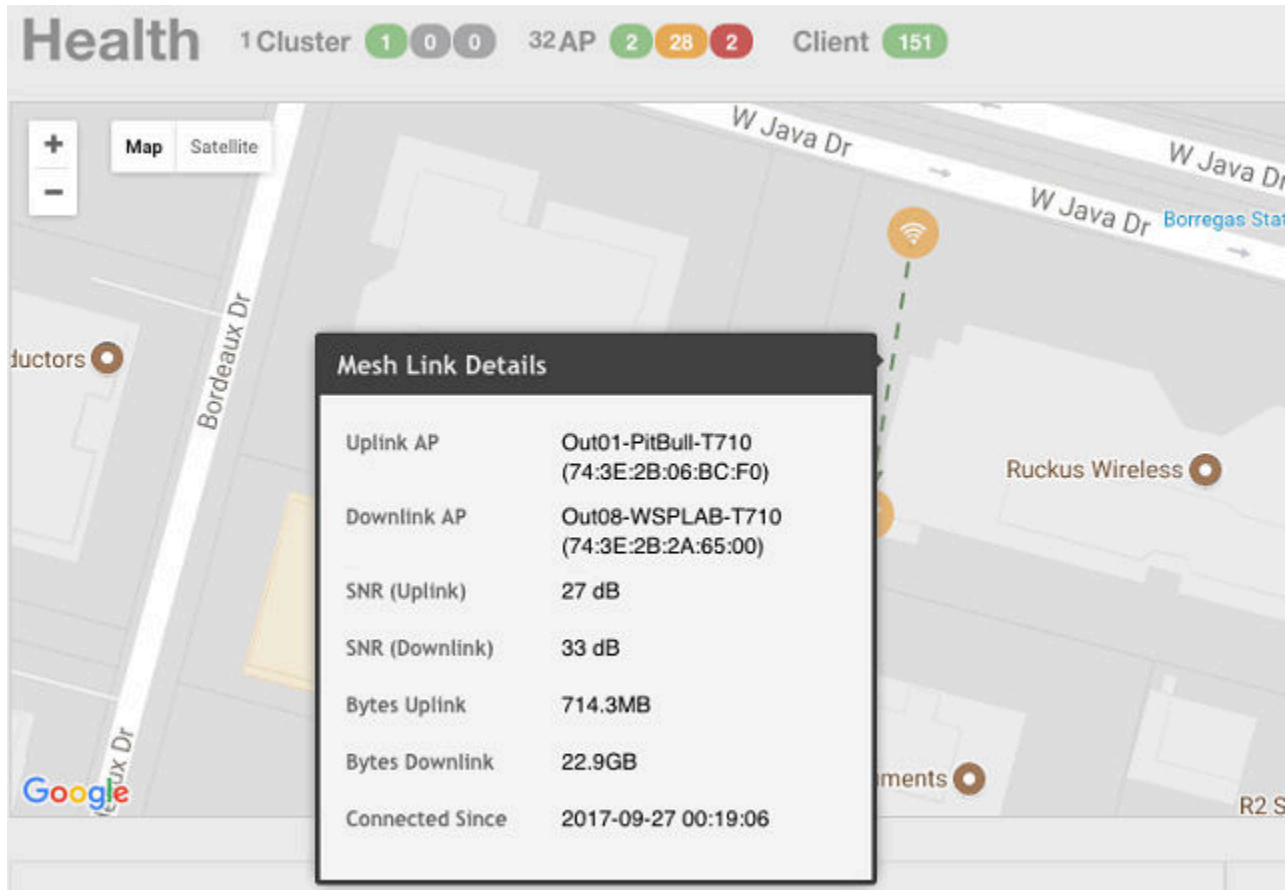 Health 1 Cluster 1 0 0 32 AP 2 28 2 Client 151
+
Map Satellite
−
W Java Dr
W Java Dr
W Java Dr
Borregas Stat
Bordeaux Dr
ductors
Mesh Link Details
Uplink AP Out01-PitBull-T710
(74:3E:2B:06:BC:F0)
Ruckus Wireless
Downlink AP Out08-WSPLAB-T710
(74:3E:2B:2A:65:00)
SNR (Uplink) 27 dB
SNR (Downlink) 33 dB
Bytes Uplink 714.3MB
Bytes Downlink 22.9GB
uments
Google
R2 S
Connected Since 2017-09-27 00:19:06